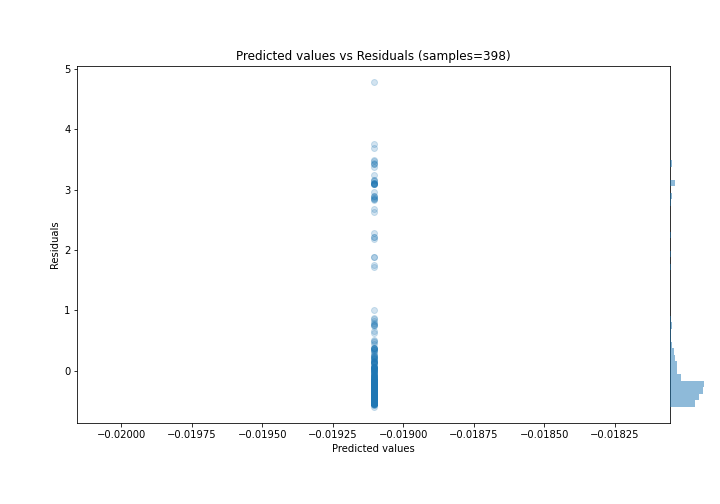 Predicted values vs Residuals (samples=398)
5
4
3
2
1
0
Residuals
−0.02000 −0.01975 −0.01950 −0.01925 −0.01900 −0.01875 −0.01850 −0.01825
Predicted values